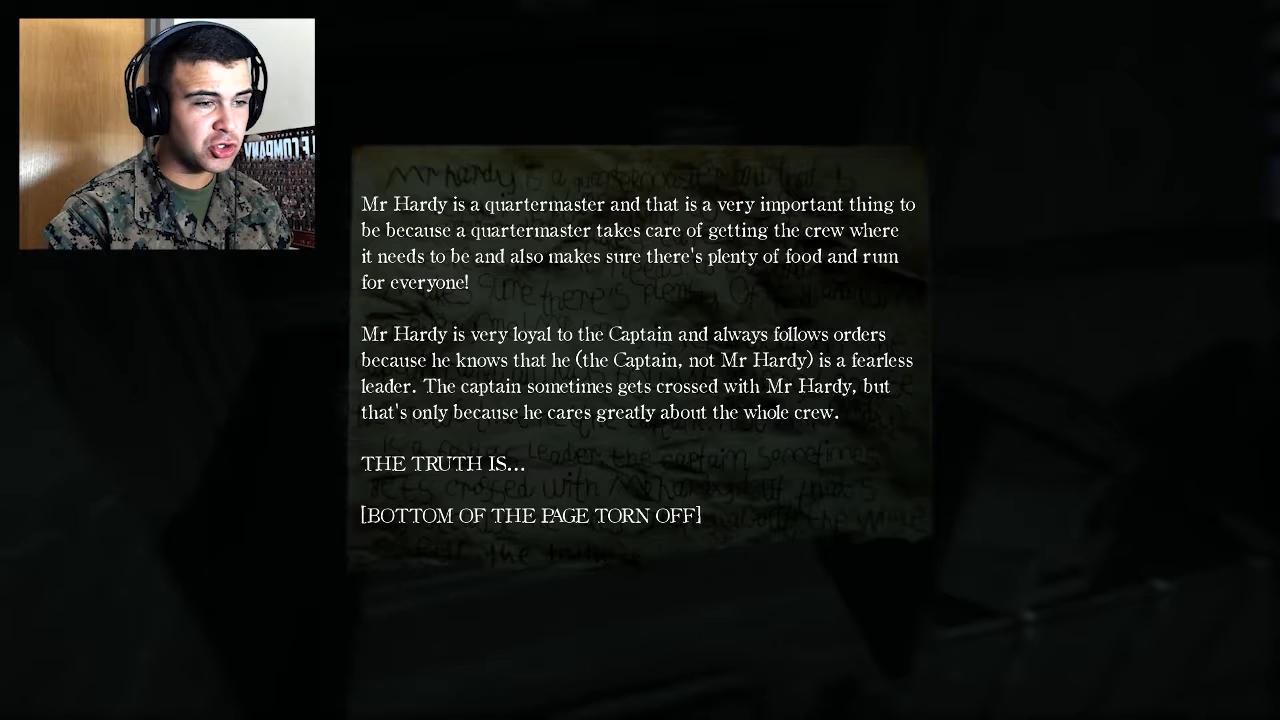 Mr Hardy is a quartermaster and that is a very important thing to
be because a quartermaster takes care of getting the crew where
it needs to be and also makes sure there's plenty of food and rum
for everyone!
Mr Hardy is very loyal to the Captain and always follows orders
because he knows that he (the Captain, not Mr Hardy) is a fearless
leader. The captain sometimes gets crossed with Mr Hardy, but
that's only because he cares greatly about the whole crew.
THE TRUTH IS...
[BOTTOM OF THE PAGE TORN OFF]